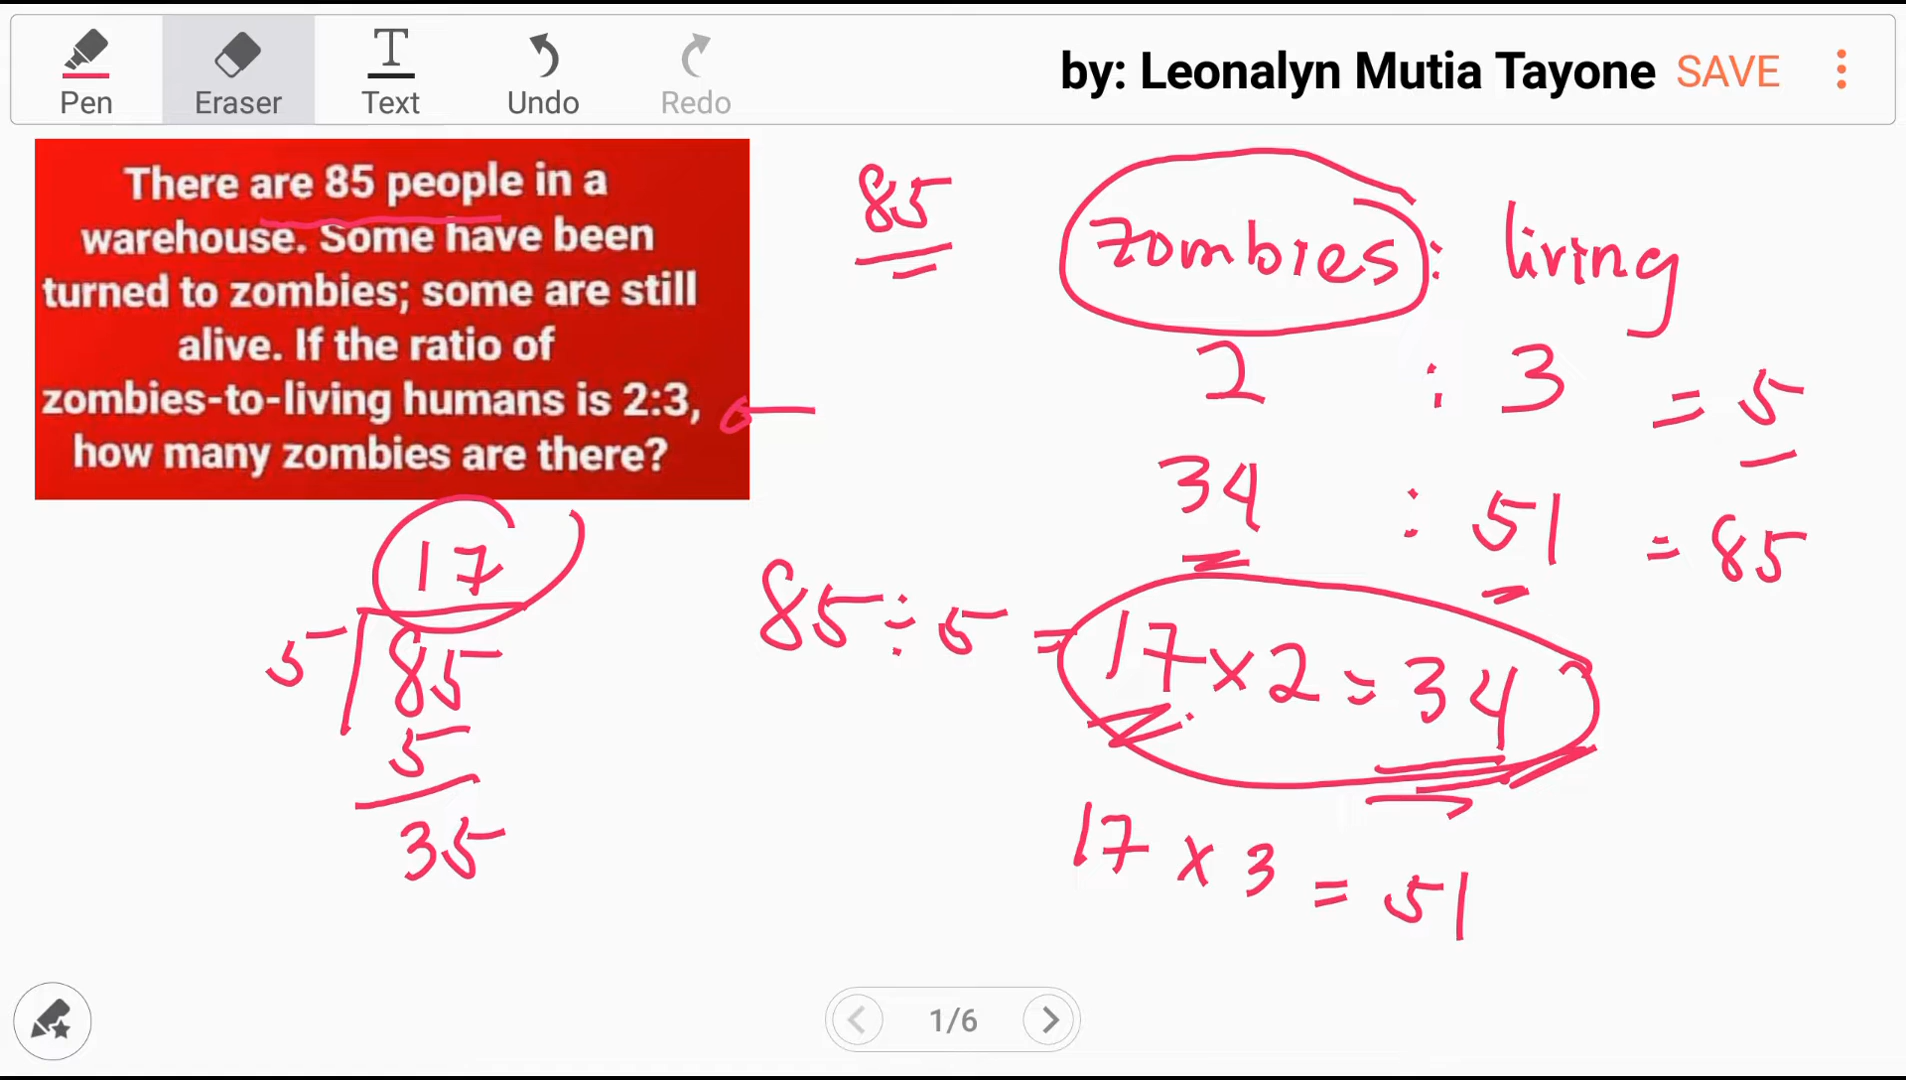 Pen
Eraser
T
Text
Undo
Redo
by: Leonalyn Mutia Tayone
SAVE
There are 85 people in a
warehouse. Some have been
turned to zombies; some are still
alive. If the ratio of
zombies-to-living humans is 2:3,
how many zombies are there?
85
zombies : living
2 : 3 = 5
34 : 51 = 85
85 ÷ 5 = 17 x 2 = 34
17 x 3 = 51
17
5 85
5
35
1/6